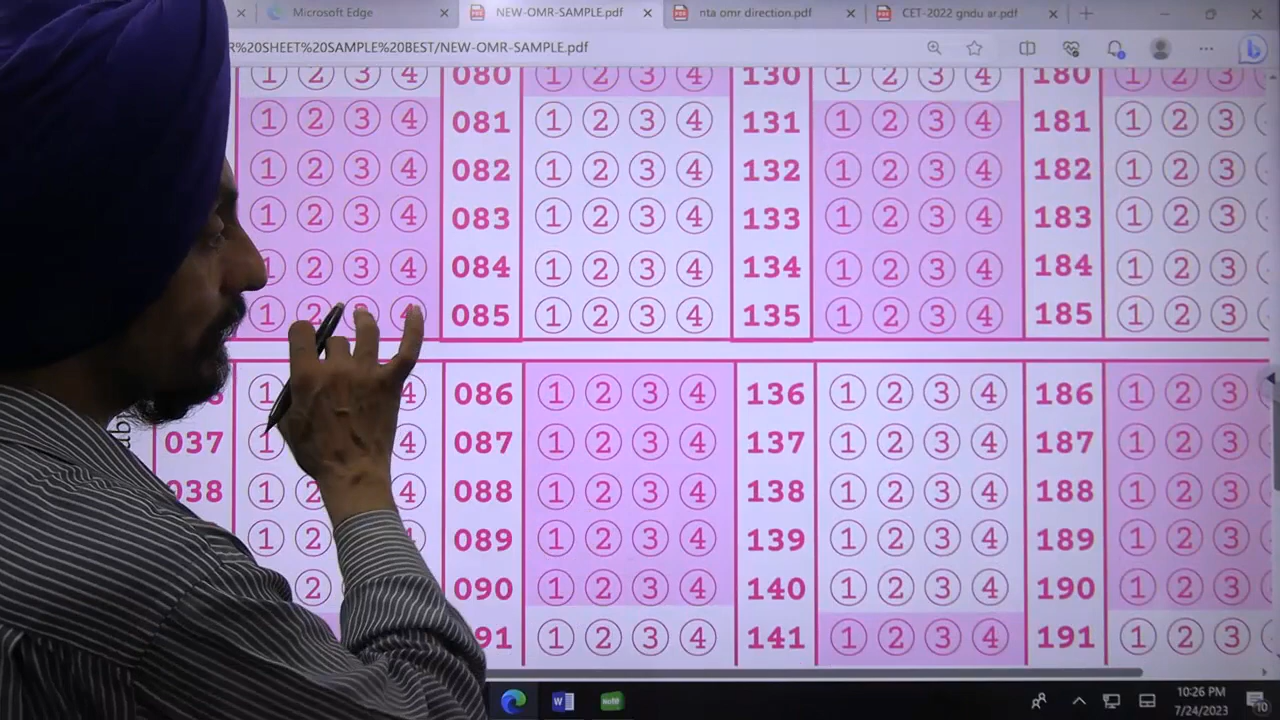 Microsoft Edge
NEW-OMR-SAMPLE.pdf
nta omr direction.pdf
CET-2022 gndu ar.pdf
R%20SHEET%20SAMPLE%20BEST/NEW-OMR-SAMPLE.pdf
1 2 3 4 080 1 2 3 4 130 1 2 3 4 180 1 2 3
1 2 3 4 081 1 2 3 4 131 1 2 3 4 181 1 2 3
1 2 3 4 082 1 2 3 4 132 1 2 3 4 182 1 2 3
1 2 3 4 083 1 2 3 4 133 1 2 3 4 183 1 2 3
1 2 3 4 084 1 2 3 4 134 1 2 3 4 184 1 2 3
1 2 3 4 085 1 2 3 4 135 1 2 3 4 185 1 2 3
1 4 086 1 2 3 4 136 1 2 3 4 186 1 2 3
037 1 4 087 1 2 3 4 137 1 2 3 4 187 1 2 3
038 1 2 4 088 1 2 3 4 138 1 2 3 4 188 1 2 3
1 2 4 089 1 2 3 4 139 1 2 3 4 189 1 2 3
2 090 1 2 3 4 140 1 2 3 4 190 1 2 3
91 1 2 3 4 141 1 2 3 4 191 1 2 3
10:26 PM
7/24/2023
10